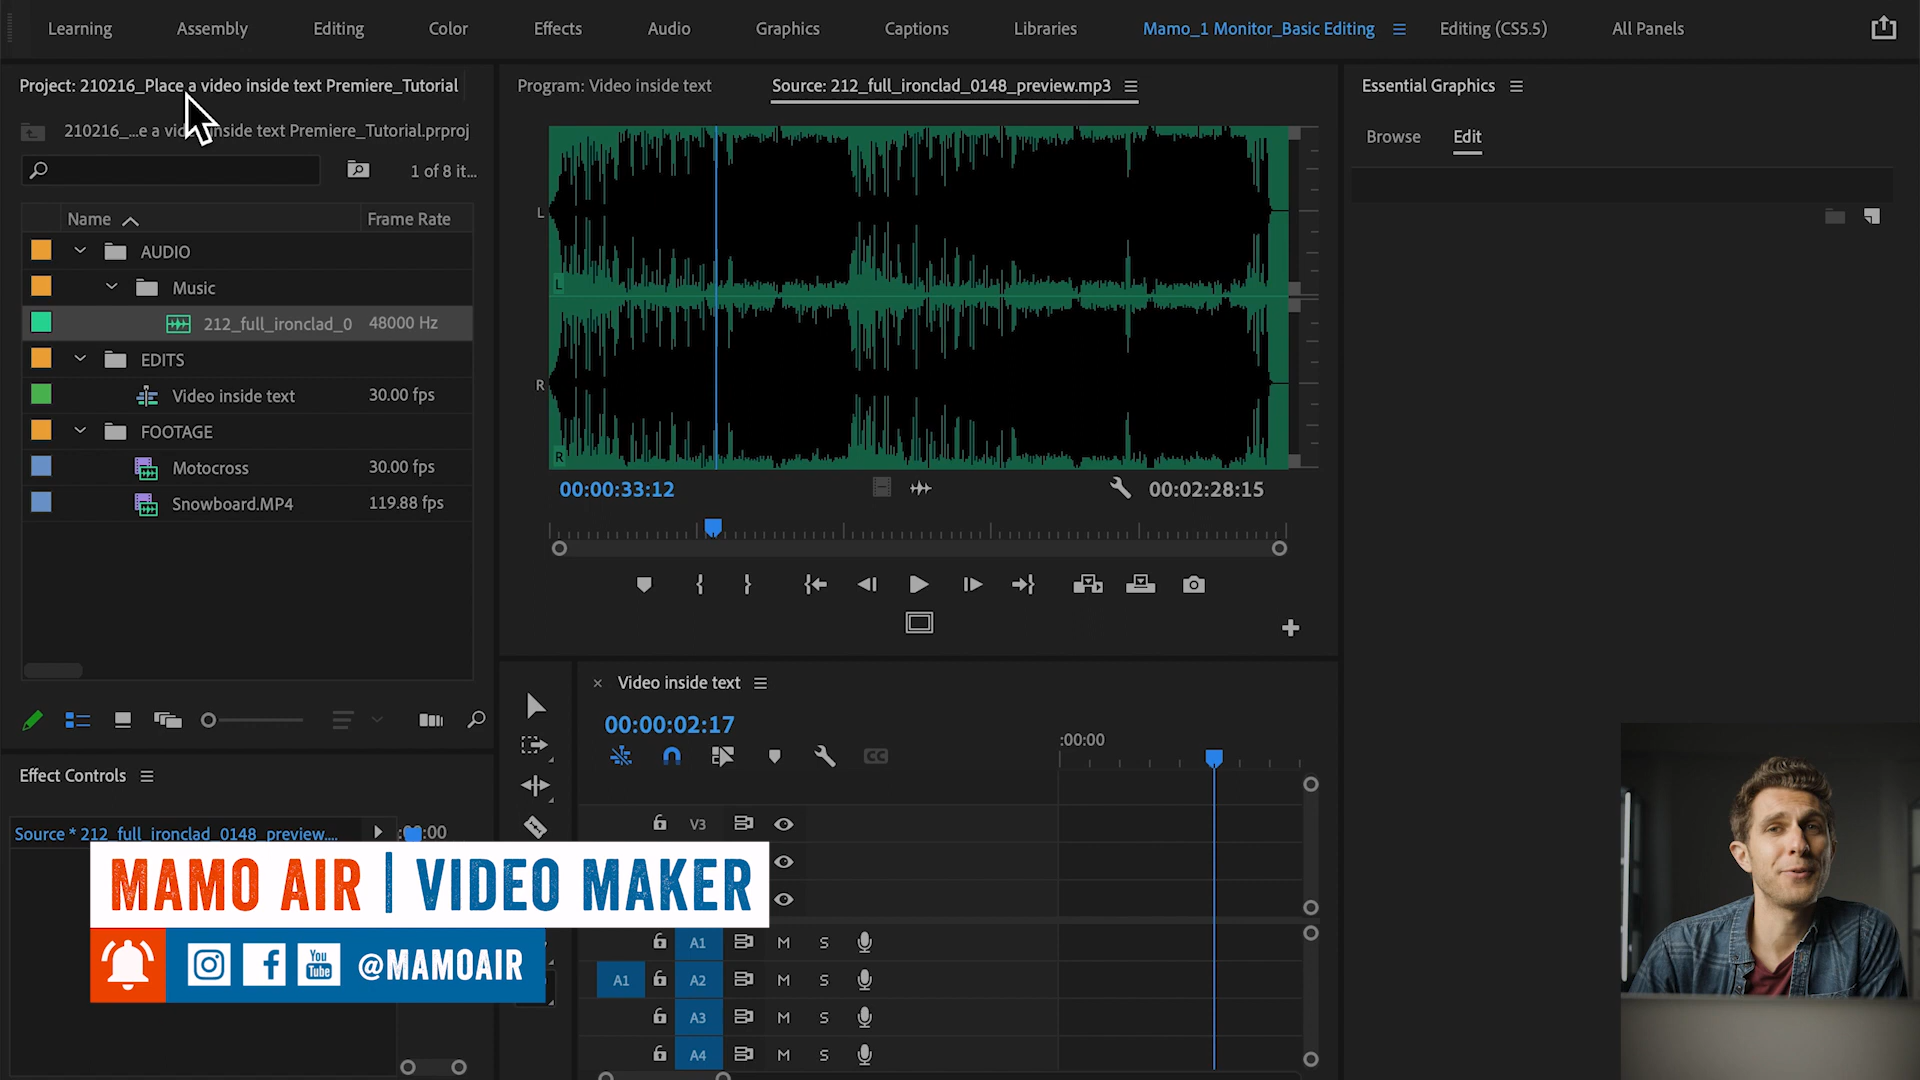 Learning Assembly Editing Color Effects Audio Graphics Captions Libraries Mamo_1 Monitor_Basic Editing Editing (CS5.5) All Panels
Project: 210216_Place a video inside text Premiere_Tutorial
210216_...e a video inside text Premiere_Tutorial.prproj
1 of 8 it...
Name Frame Rate
AUDIO
Music
212_full_ironclad_0 48000 Hz
EDITS
Video inside text 30.00 fps
FOOTAGE
Motocross 30.00 fps
Snowboard.MP4 119.88 fps
Program: Video inside text Source: 212_full_ironclad_0148_preview.mp3
L
L
R
R
00:00:33:12 00:02:28:15
Essential Graphics
Browse Edit
Effect Controls
Source * 212_full_ironclad_0148_preview.... :00
× Video inside text
00:00:02:17
:00:00
CC
V3
A1 M S
A1 A2 M S
A3 M S
A4 M S
MAMO AIR | VIDEO MAKER
You Tube @MAMOAIR